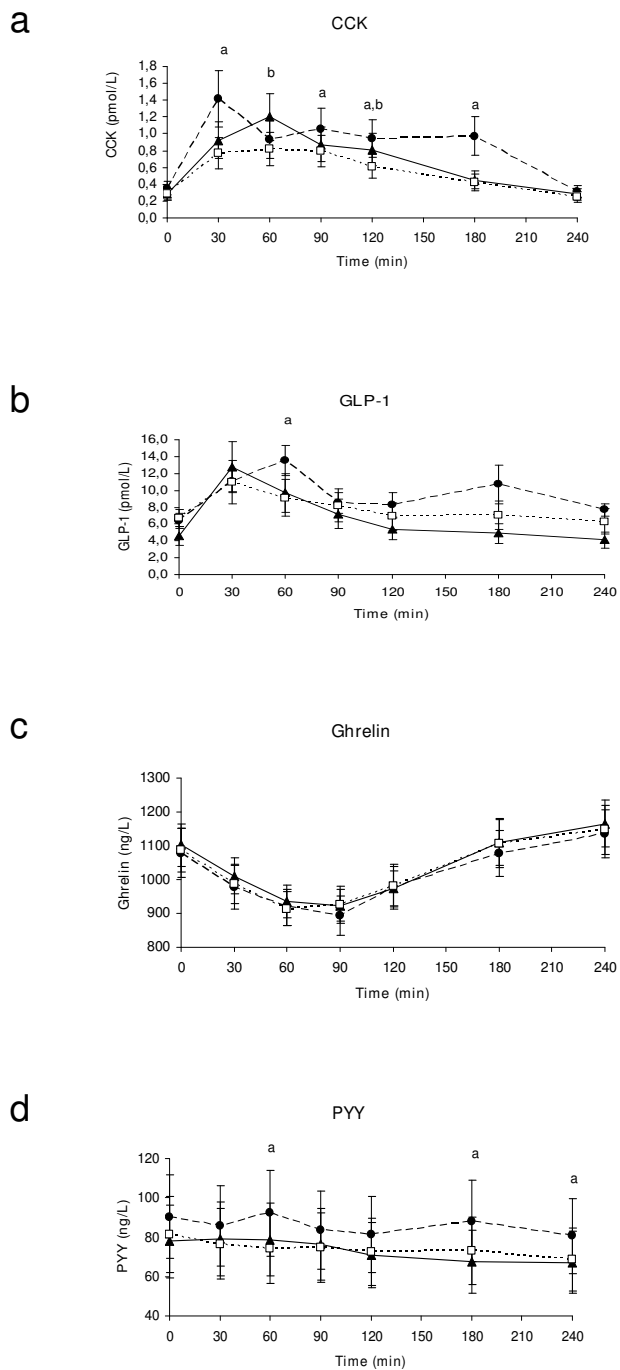 a
CCK
a
b
a
a,b
a
CCK (pmol/L)
1,8
1,6
1,4
1,2
1,0
0,8
0,6
0,4
0,2
0,0
0 30 60 90 120 150 180 210 240
Time (min)
b
GLP-1
a
GLP-1 (pmol/L)
16,0
14,0
12,0
10,0
8,0
6,0
4,0
2,0
0,0
0 30 60 90 120 150 180 210 240
Time (min)
c
Ghrelin
Ghrelin (ng/L)
1300
1200
1100
1000
900
800
0 30 60 90 120 150 180 210 240
Time (min)
d
PYY
a
a
a
PYY (ng/L)
120
100
80
60
40
0 30 60 90 120 150 180 210 240
Time (min)